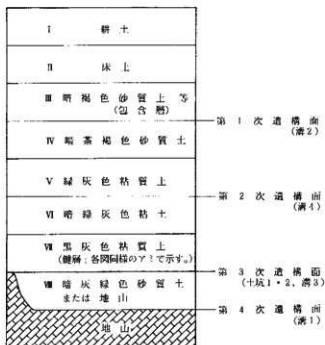 I 耕土
II 床土
III 暗褐色砂質土等
(包含層)
第1次遺構面
(溝2)
IV 暗茶褐色砂質土
V 緑灰色粘質土
第2次遺構面
(溝4)
VI 暗緑灰色粘土
VII 黒灰色粘質土
(鍵層:各図同様のアミで示す。)
第3次遺構面
(土坑1・2、溝3)
VIII 暗灰緑色砂質土
または地山
第4次遺構面
(溝1)
地山